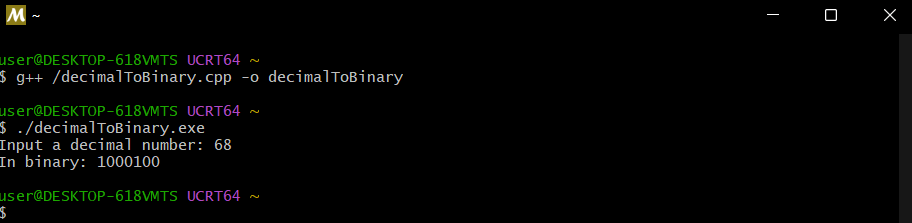 M ~
user@DESKTOP-618VMTS UCRT64 ~
$ g++ /decimalToBinary.cpp -o decimalToBinary
user@DESKTOP-618VMTS UCRT64 ~
$ ./decimalToBinary.exe
Input a decimal number: 68
In binary: 1000100
user@DESKTOP-618VMTS UCRT64 ~
$